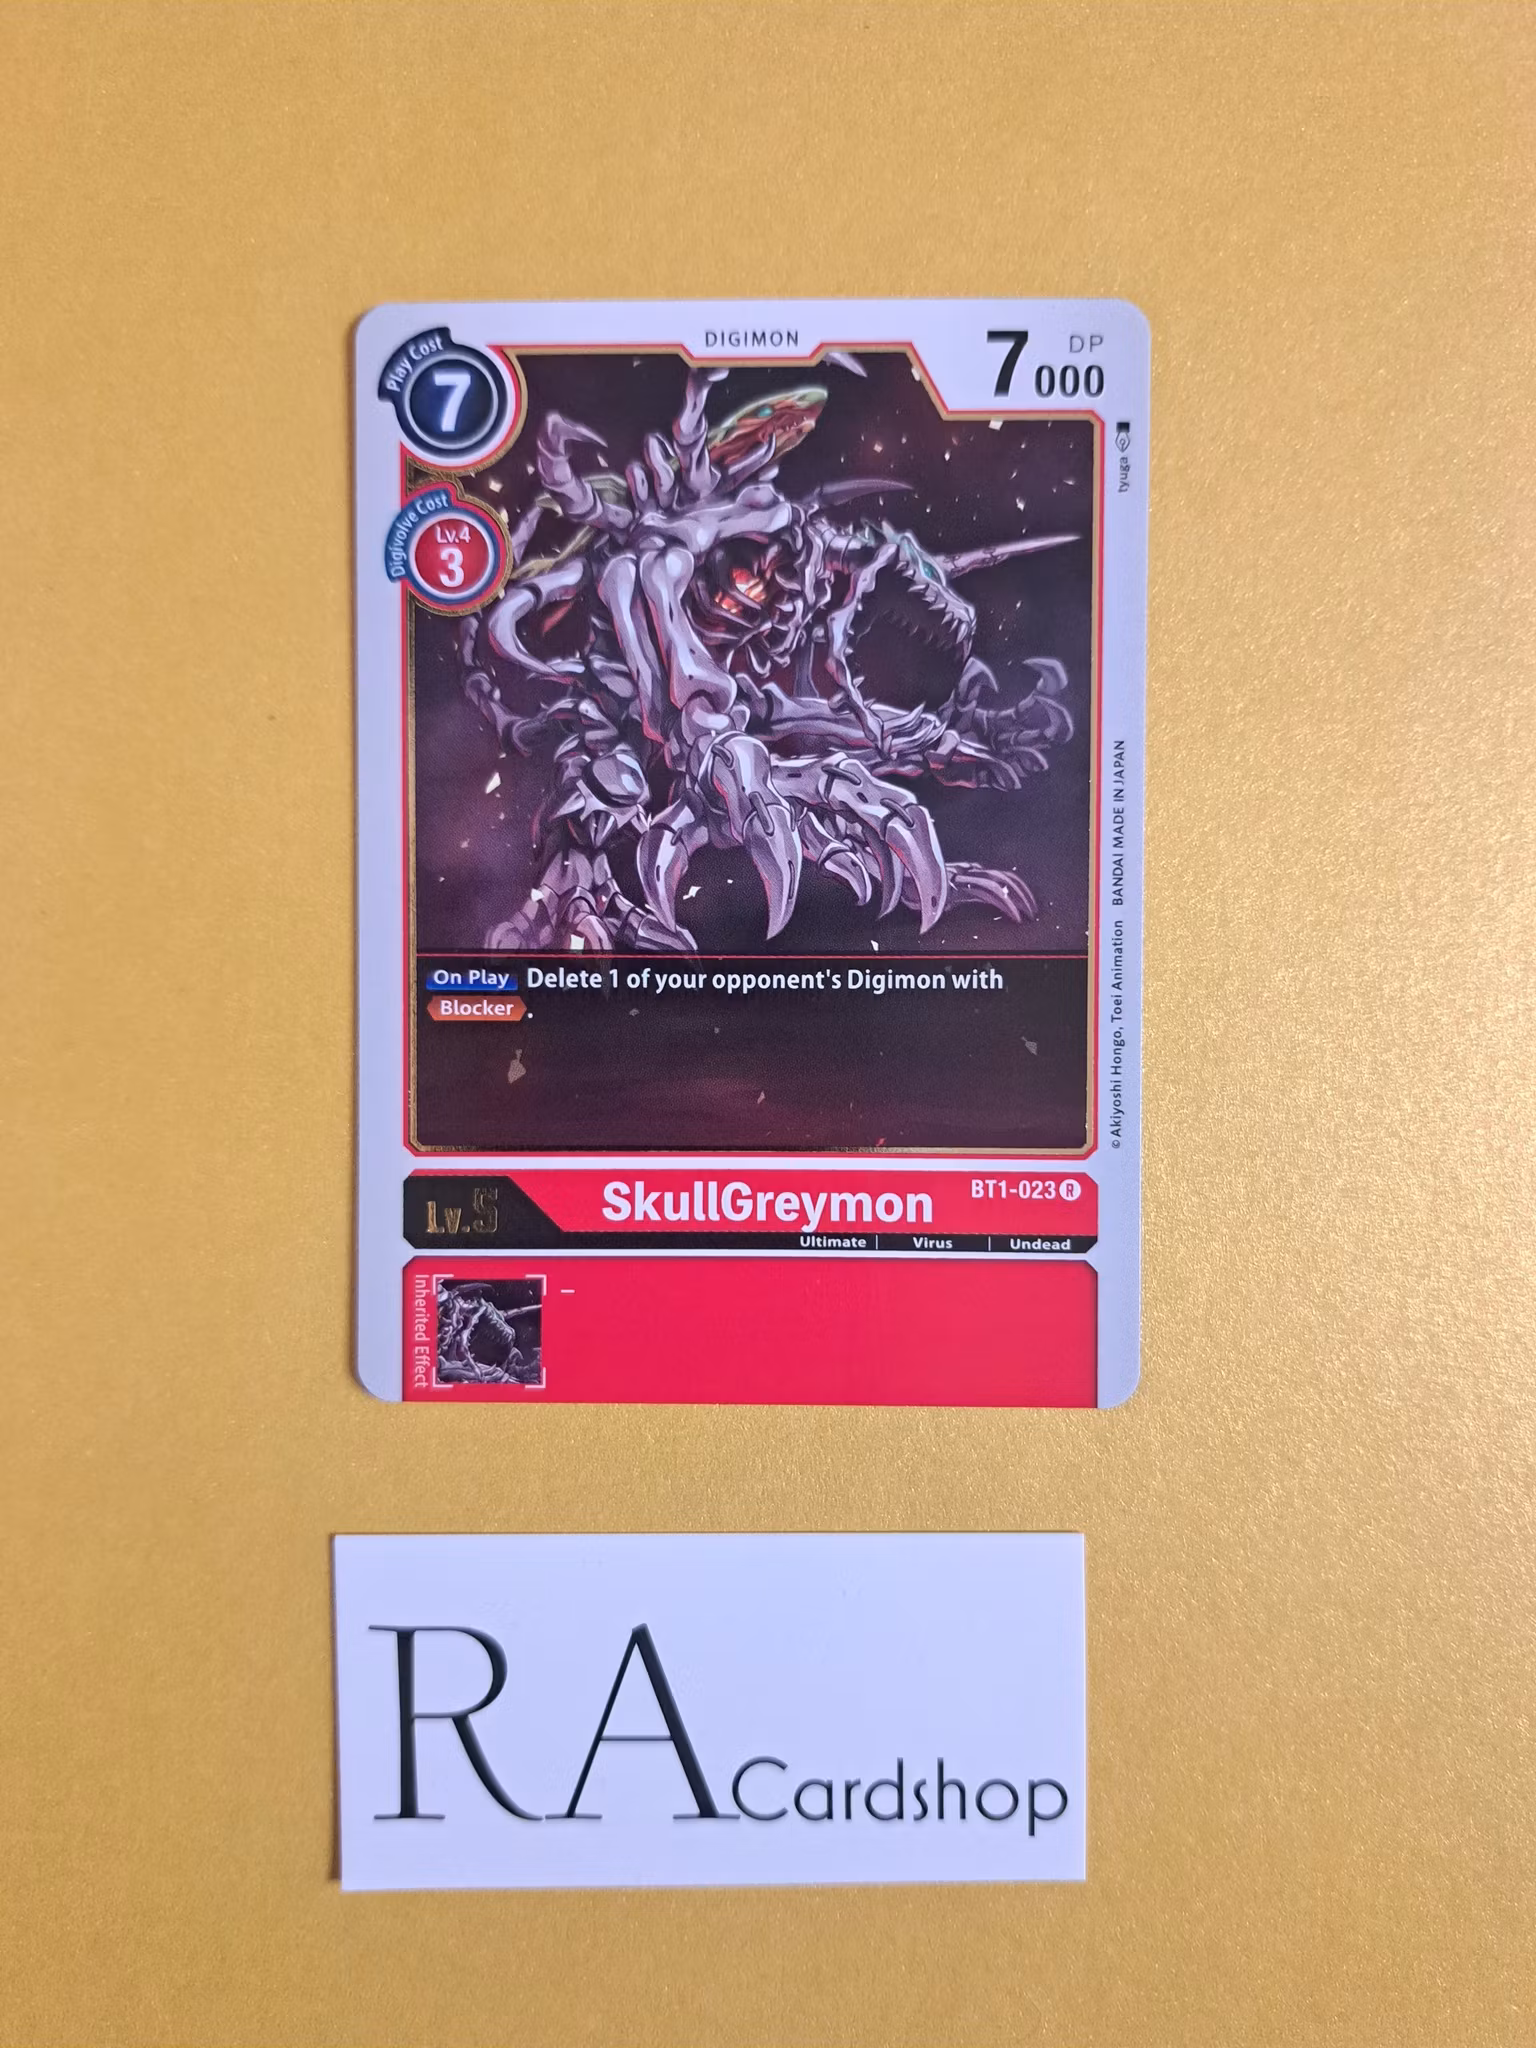 Play Cost
7
DIGIMON
7000 DP
Digivolve Cost
Lv.4
3
tyuga
On Play Delete 1 of your opponent's Digimon with
Blocker .
©Akiyoshi Hongo, Toei Animation BANDAI MADE IN JAPAN
Lv.5
SkullGreymon
BT1-023 R
Ultimate | Virus | Undead
Inherited Effect
–
RA Cardshop